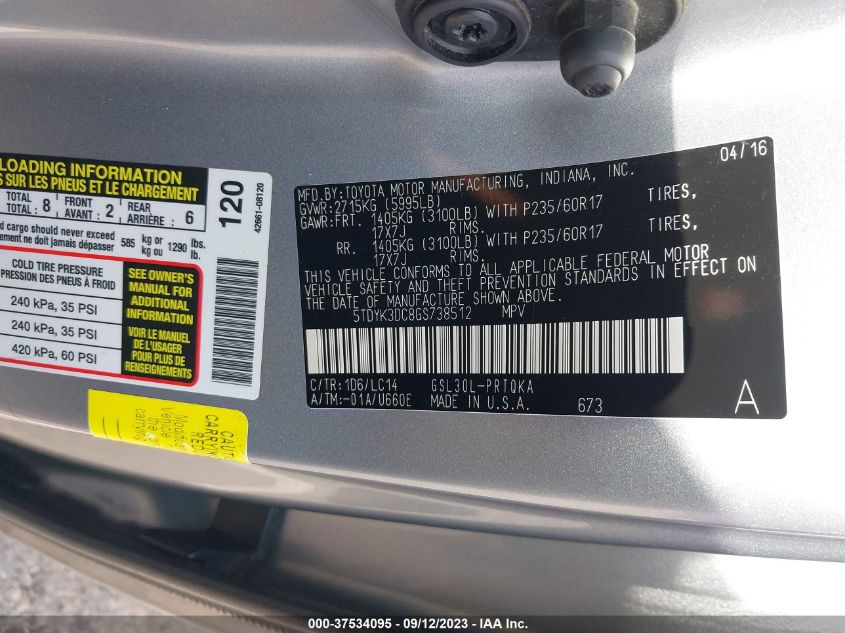 LOADING INFORMATION
SUR LES PNEUS ET LE CHARGEMENT
TOTAL : 8
TOTAL
FRONT
AVANT : 2
REAR
ARRIÈRE : 6
cargo should never exceed
ne doit jamais dépasser
585 kg or 1290 lbs.
kg ou lb.
COLD TIRE PRESSURE
PRESSION DES PNEUS À FROID
240 kPa, 35 PSI
240 kPa, 35 PSI
420 kPa, 60 PSI
SEE OWNER'S
MANUAL FOR
ADDITIONAL
INFORMATION
VOIR LE MANUEL
DE L'USAGER
POUR PLUS DE
RENSEIGNEMENTS
120
42661-08120
CAUTION
CARRYING
Vehicle
carrying
04/16
MFD.BY:TOYOTA MOTOR MANUFACTURING, INDIANA, INC.
GVWR:2715KG (5995LB)
GAWR:FRT. 1405KG (3100LB) WITH P235/60R17 TIRES,
17X7J RIMS.
RR. 1405KG (3100LB) WITH P235/60R17 TIRES,
17X7J RIMS.
THIS VEHICLE CONFORMS TO ALL APPLICABLE FEDERAL MOTOR
VEHICLE SAFETY AND THEFT PREVENTION STANDARDS IN EFFECT ON
THE DATE OF MANUFACTURE SHOWN ABOVE.
5TDYK3DC8GS738512 MPV
C/TR:1D6/LC14 GSL30L-PRTQKA
A/TM:-01A/U660E MADE IN U.S.A. 673
A
000-37534095 - 09/12/2023 - IAA Inc.